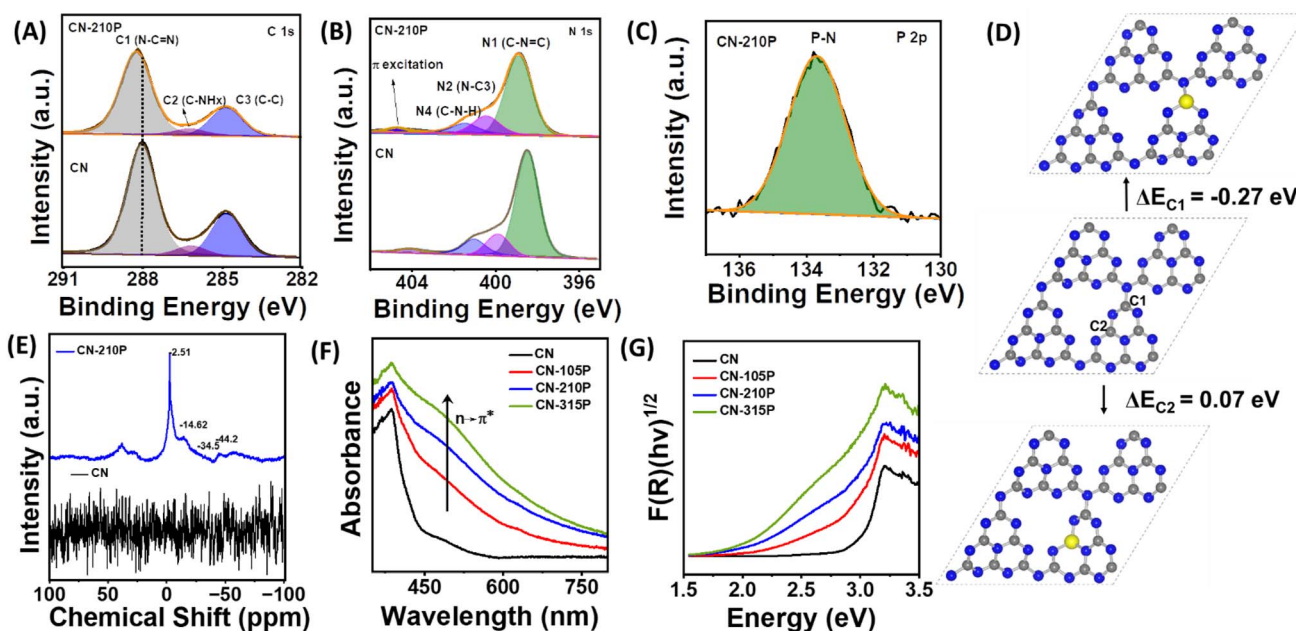 (A)
CN-210P
C 1s
C1 (N-C=N)
C2 (C-NHx)
C3 (C-C)
CN
Intensity (a.u.)
291 288 285 282
Binding Energy (eV)
(B)
CN-210P
N 1s
N1 (C-N=C)
π excitation
N2 (N-C3)
N4 (C-N-H)
CN
Intensity (a.u.)
404 400 396
Binding Energy (eV)
(C)
CN-210P
P-N
P 2p
Intensity (a.u.)
136 134 132 130
Binding Energy (eV)
(D)
ΔEC1 = -0.27 eV
C1
C2
ΔEC2 = 0.07 eV
(E)
CN-210P
-2.51
-14.62
-34.5
-44.2
CN
Intensity (a.u.)
100 50 0 -50 -100
Chemical Shift (ppm)
(F)
CN
CN-105P
CN-210P
CN-315P
n→π*
Absorbance
450 600 750
Wavelength (nm)
(G)
CN
CN-105P
CN-210P
CN-315P
F(R)(hv)1/2
1.5 2.0 2.5 3.0 3.5
Energy (eV)